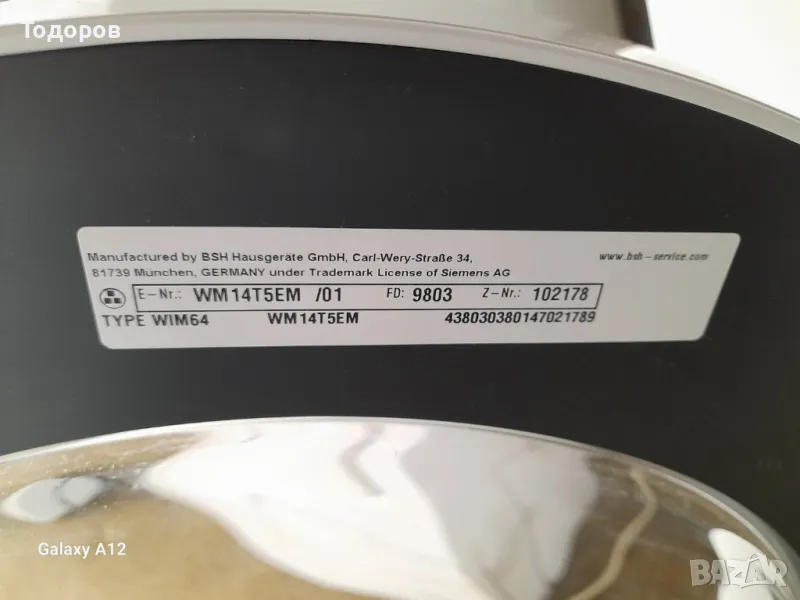 Тодоров
Manufactured by BSH Hausgeräte GmbH, Carl-Wery-Straße 34,
81739 München, GERMANY under Trademark License of Siemens AG
www.bsh-service.com
E-Nr.: WM14T5EM /01 FD: 9803 Z-Nr.: 102178
TYPE WIM64 WM14T5EM 438030380147021789
Galaxy A12
BAZAR